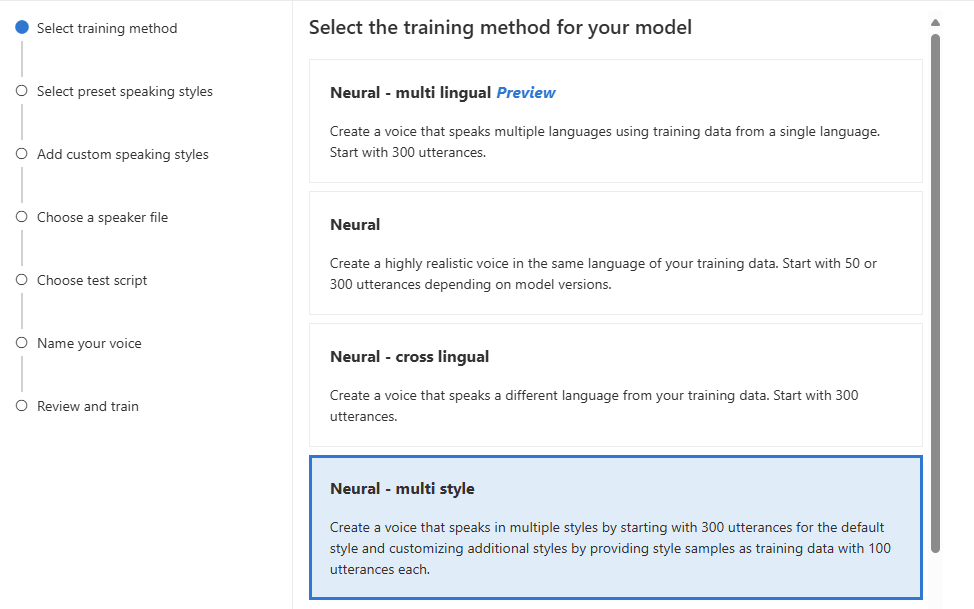 Select training method
Select preset speaking styles
Add custom speaking styles
Choose a speaker file
Choose test script
Name your voice
Review and train
Select the training method for your model
Neural - multi lingual Preview
Create a voice that speaks multiple languages using training data from a single language.
Start with 300 utterances.
Neural
Create a highly realistic voice in the same language of your training data. Start with 50 or
300 utterances depending on model versions.
Neural - cross lingual
Create a voice that speaks a different language from your training data. Start with 300
utterances.
Neural - multi style
Create a voice that speaks in multiple styles by starting with 300 utterances for the default
style and customizing additional styles by providing style samples as training data with 100
utterances each.